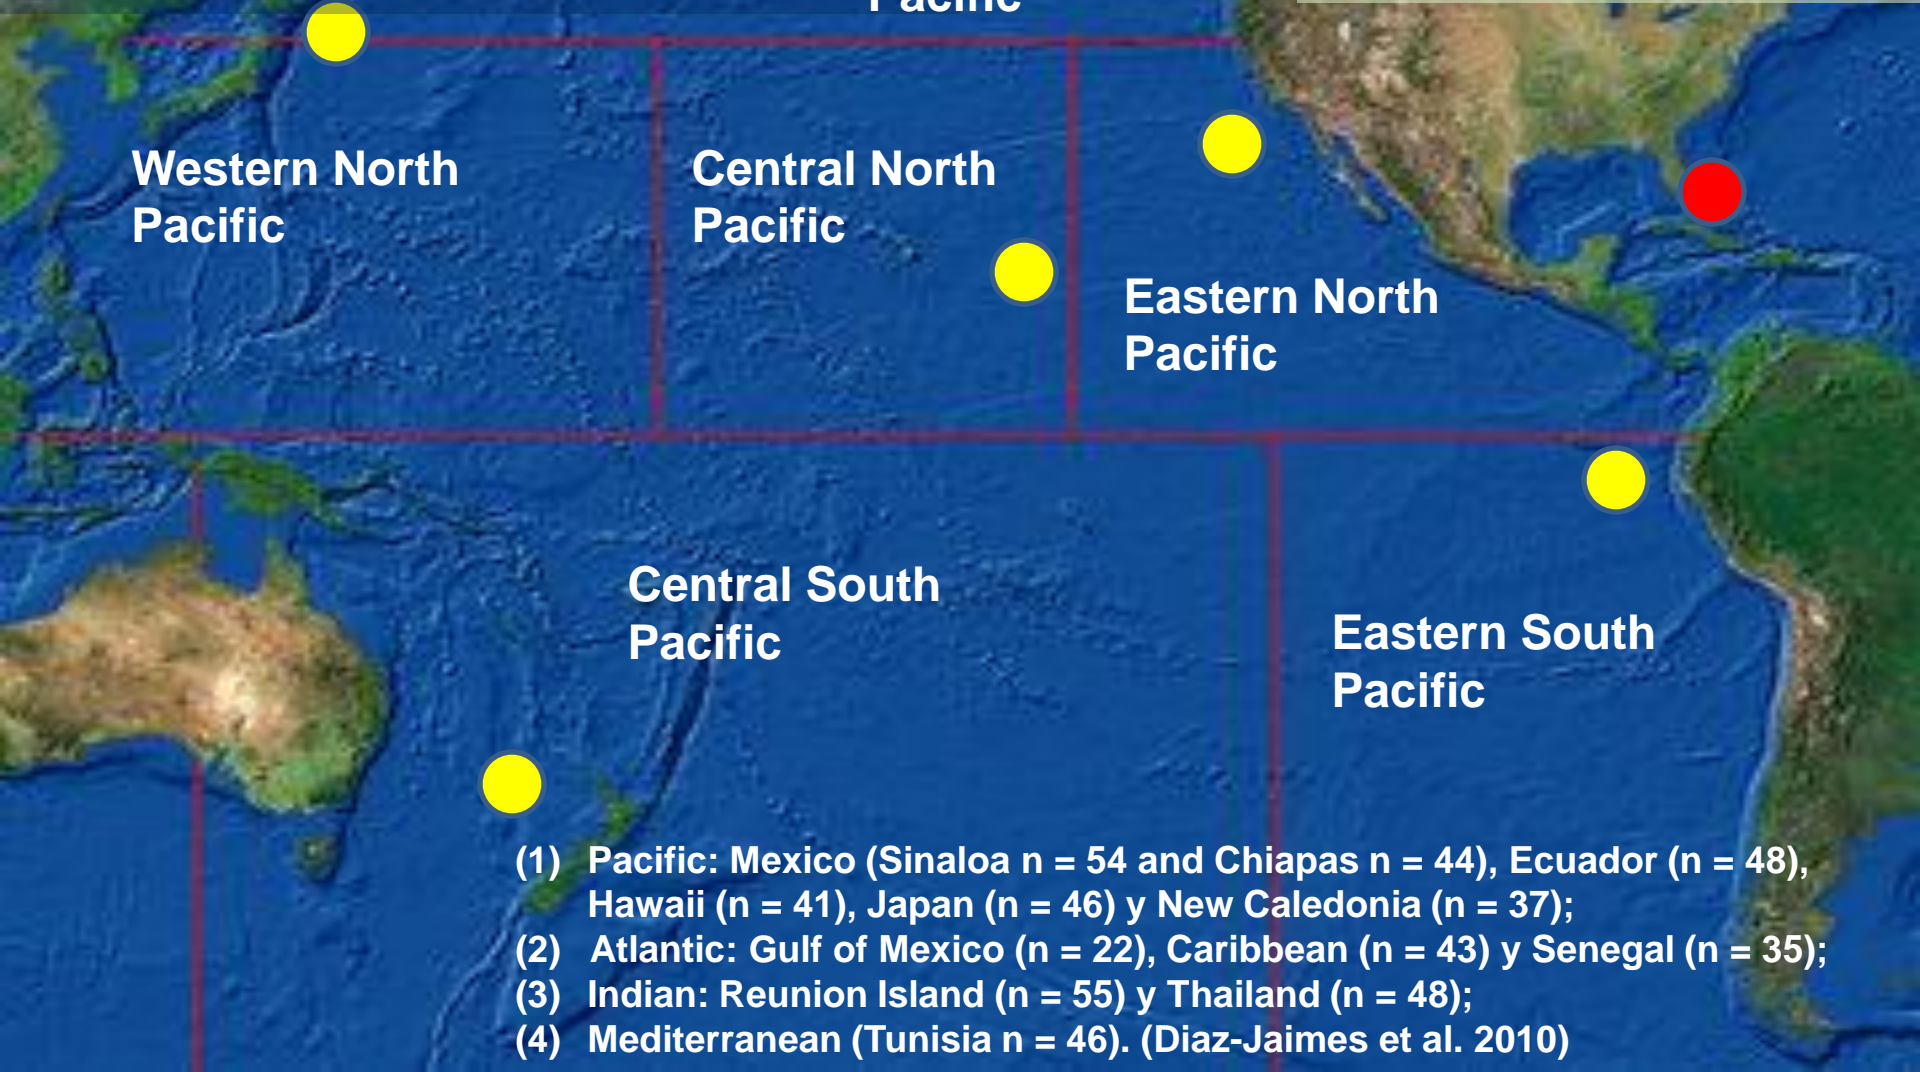 Pacific
Western North
Pacific
Central North
Pacific
Eastern North
Pacific
Central South
Pacific
Eastern South
Pacific
(1) Pacific: Mexico (Sinaloa n = 54 and Chiapas n = 44), Ecuador (n = 48),
Hawaii (n = 41), Japan (n = 46) y New Caledonia (n = 37);
(2) Atlantic: Gulf of Mexico (n = 22), Caribbean (n = 43) y Senegal (n = 35);
(3) Indian: Reunion Island (n = 55) y Thailand (n = 48);
(4) Mediterranean (Tunisia n = 46). (Diaz-Jaimes et al. 2010)